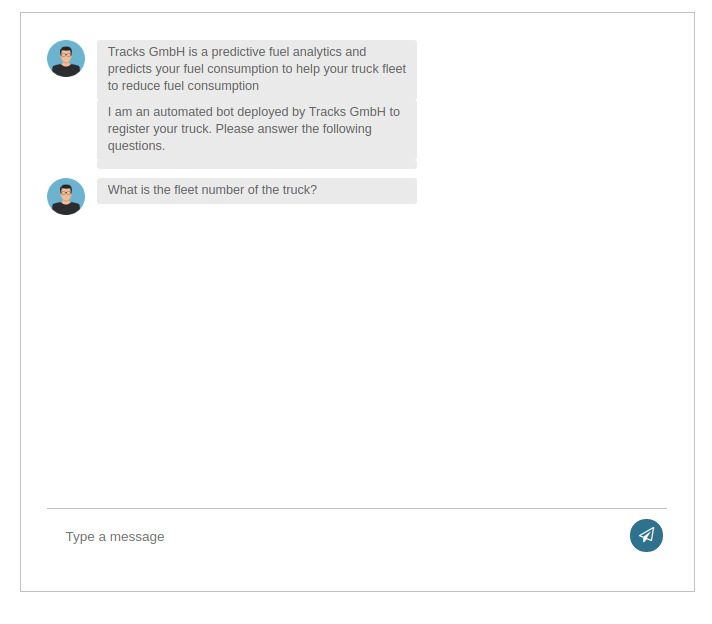 Tracks GmbH is a predictive fuel analytics and
predicts your fuel consumption to help your truck fleet
to reduce fuel consumption
I am an automated bot deployed by Tracks GmbH to
register your truck. Please answer the following
questions.
What is the fleet number of the truck?
Type a message